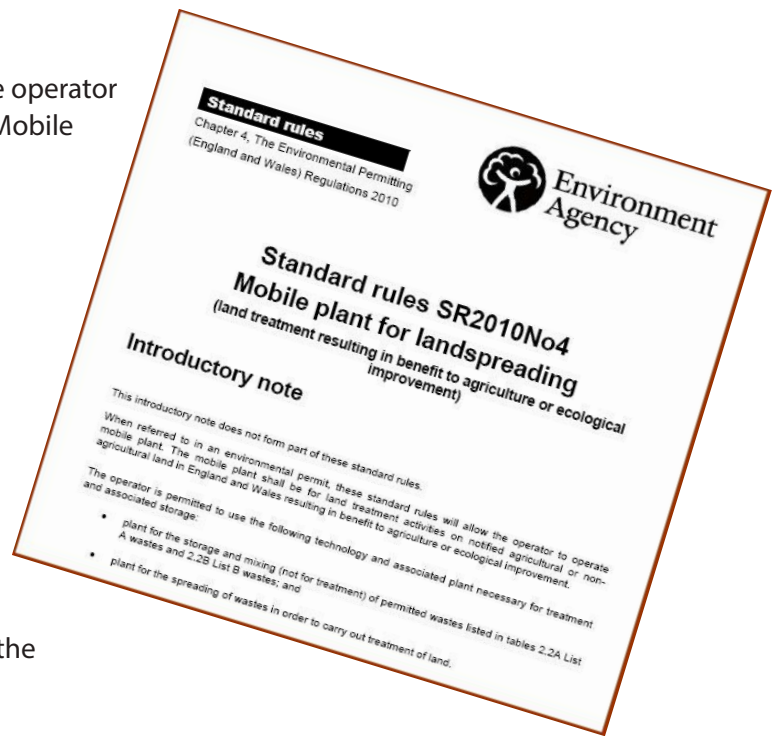 e operator
Mobile
Standard rules
Chapter 4, The Environmental Permitting
(England and Wales) Regulations 2010
Environment
Agency
Standard rules SR2010No4
Mobile plant for landspreading
(land treatment resulting in benefit to agriculture or ecological
improvement)
Introductory note
This introductory note does not form part of these standard rules.
When referred to in an environmental permit, these standard rules will allow the operator to operate
mobile plant. The mobile plant shall be for land treatment activities on notified agricultural or non-
agricultural land in England and Wales resulting in benefit to agriculture or ecological improvement.
The operator is permitted to use the following technology and associated plant necessary for treatment
and associated storage:
• plant for the storage and mixing (not for treatment) of permitted wastes listed in tables 2.2A List
A wastes and 2.2B List B wastes; and
• plant for the spreading of wastes in order to carry out treatment of land.
the